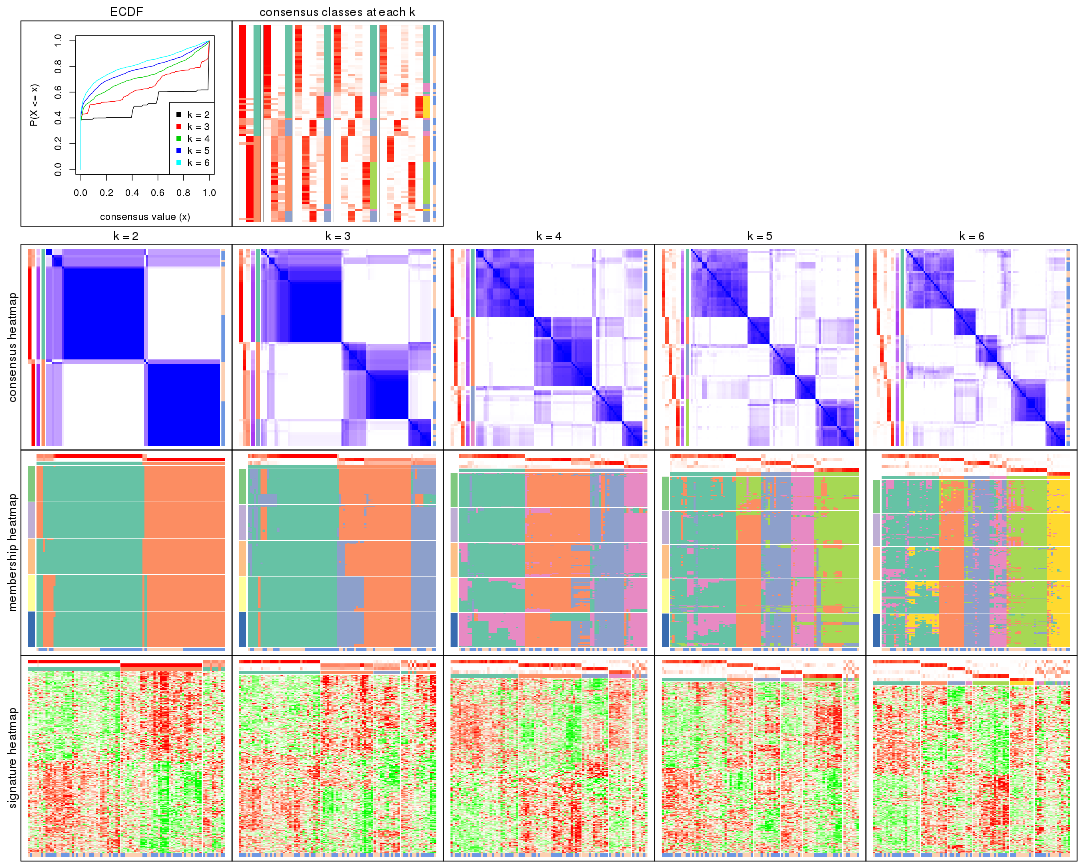 ECDF
consensus classes at each k
P(X <= x)
0.0 0.2 0.4 0.6 0.8 1.0
k = 2
k = 3
k = 4
k = 5
k = 6
0.0 0.2 0.4 0.6 0.8 1.0
consensus value (x)
k = 2
k = 3
k = 4
k = 5
k = 6
consensus heatmap
membership heatmap
signature heatmap